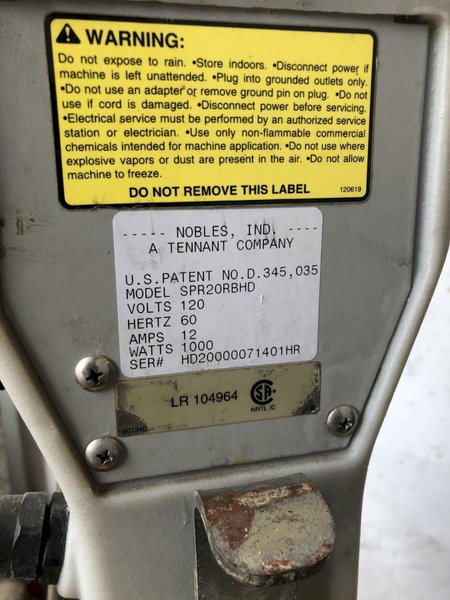 WARNING:
Do not expose to rain. •Store indoors. •Disconnect power if
machine is left unattended. •Plug into grounded outlets only.
•Do not use an adapter or remove ground pin on plug. •Do not
use if cord is damaged. •Disconnect power before servicing.
•Electrical service must be performed by an authorized service
station or electrician. •Use only non-flammable commercial
chemicals intended for machine application. •Do not use where
explosive vapors or dust are present in the air. •Do not allow
machine to freeze.
DO NOT REMOVE THIS LABEL 120619
----- NOBLES, IND. ----
A TENNANT COMPANY
U.S.PATENT NO.D.345,035
MODEL SPR20RBHD
VOLTS 120
HERTZ 60
AMPS 12
WATTS 1000
SER# HD20000071401HR
LR 104964 SA
NRTL /C
601340